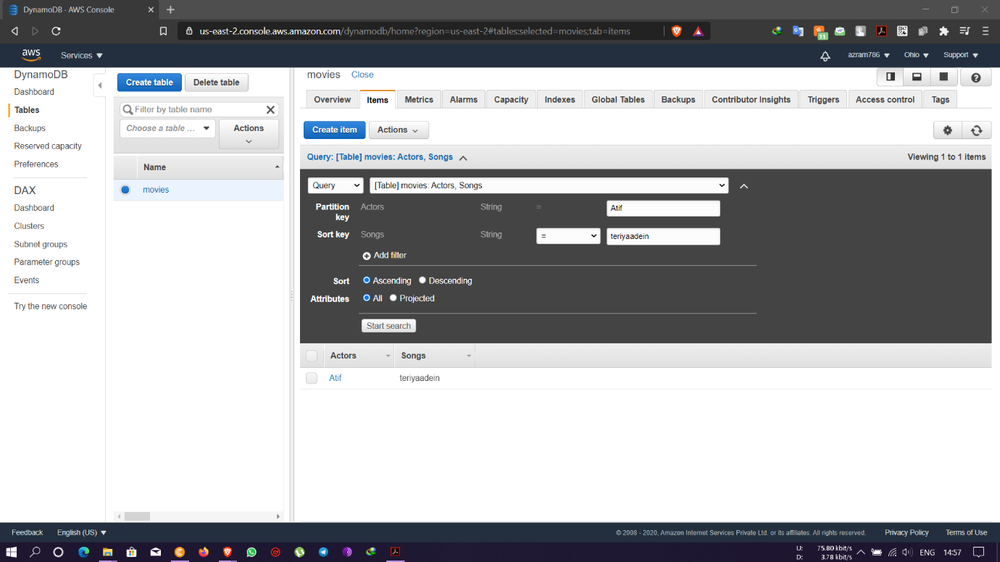 DynamoDB · AWS Console
us-east-2.console.aws.amazon.com/dynamodb/home?region=us-east-2#tables:selected=movies;tab=items
11
aws Services azram786 Ohio Support
DynamoDB
Dashboard
Tables
Backups
Reserved capacity
Preferences
DAX
Dashboard
Clusters
Subnet groups
Parameter groups
Events
Try the new console
Create table Delete table
Filter by table name
Choose a table ... Actions
Name
movies
movies Close
Overview Items Metrics Alarms Capacity Indexes Global Tables Backups Contributor Insights Triggers Access control Tags
Create item Actions
Query: [Table] movies: Actors, Songs Viewing 1 to 1 items
Query [Table] movies: Actors, Songs
Partition key Actors String = Atif
Sort key Songs String = teriyaadein
Add filter
Sort Ascending Descending
Attributes All Projected
Start search
Actors Songs
Atif teriyaadein
Feedback English (US) © 2008 - 2020, Amazon Internet Services Private Ltd. or its affiliates. All rights reserved. Privacy Policy Terms of Use
U: 75.80 kbit/s
D: 3.78 kbit/s
ENG 14:57